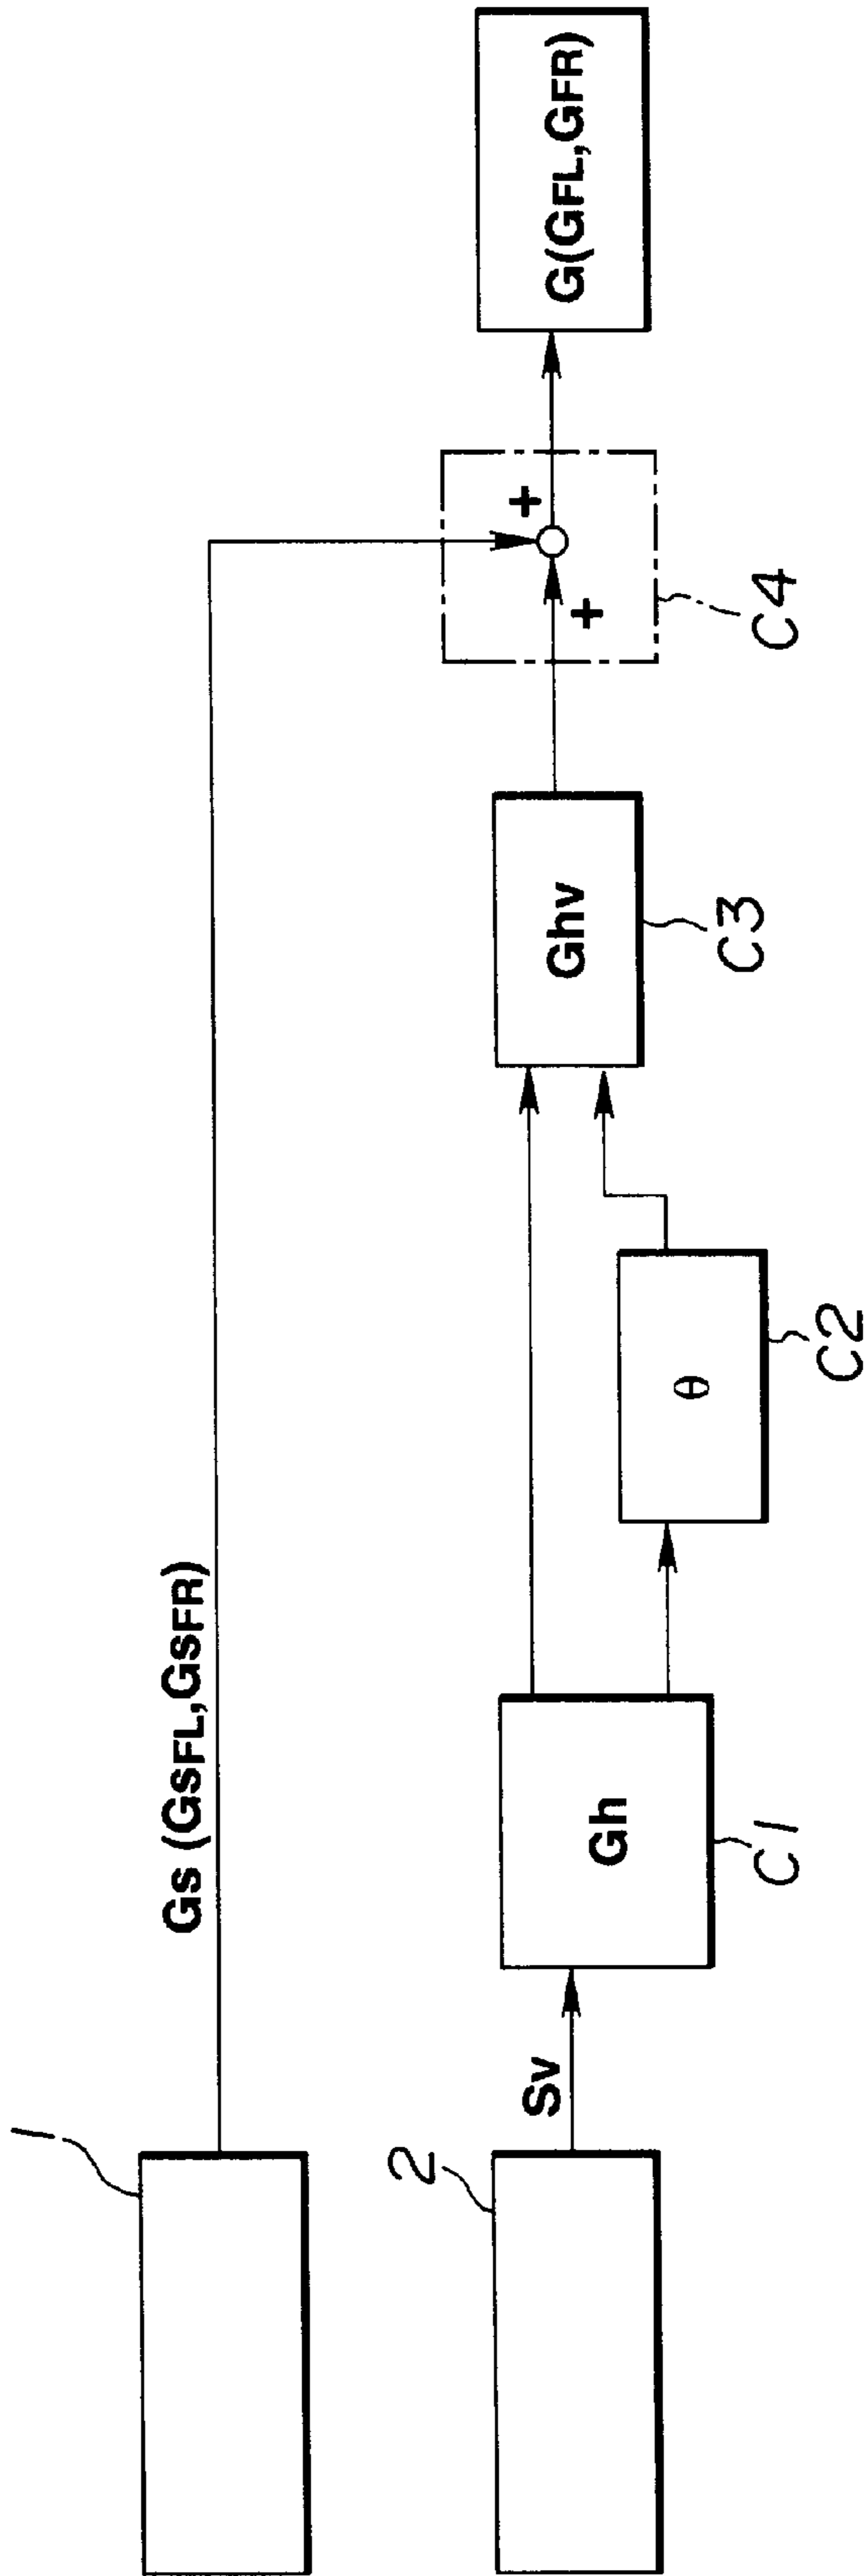 1
Gs (GSFL,GSFR)
2
Sv
Gh
C1
θ
C2
Ghv
C3
+
+
C4
G(GFL,GFR)